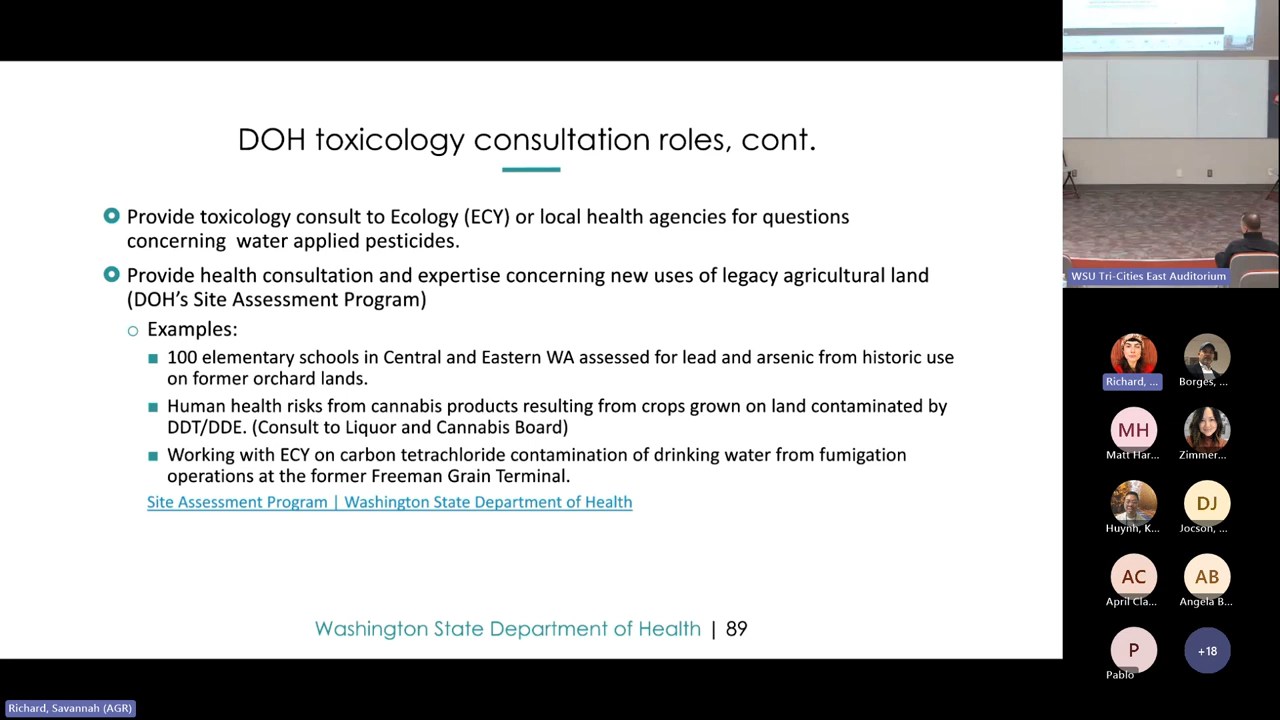 DOH toxicology consultation roles, cont.
Provide toxicology consult to Ecology (ECY) or local health agencies for questions
concerning  water applied pesticides.
Provide health consultation and expertise concerning new uses of legacy agricultural land
(DOH's Site Assessment Program)
Examples:
100 elementary schools in Central and Eastern WA assessed for lead and arsenic from historic use
on former orchard lands.
Human health risks from cannabis products resulting from crops grown on land contaminated by
DDT/DDE. (Consult to Liquor and Cannabis Board)
Working with ECY on carbon tetrachloride contamination of drinking water from fumigation
operations at the former Freeman Grain Terminal.
Site Assessment Program | Washington State Department of Health
Washington State Department of Health | 89
WSU Tri-Cities East Auditorium
Richard, ...
Borges, ...
MH
Matt Har...
Zimmer...
Huynh, K...
DJ
Jocson, ...
AC
April Cla...
AB
Angela B...
P
Pablo
+18
Richard, Savannah (AGR)